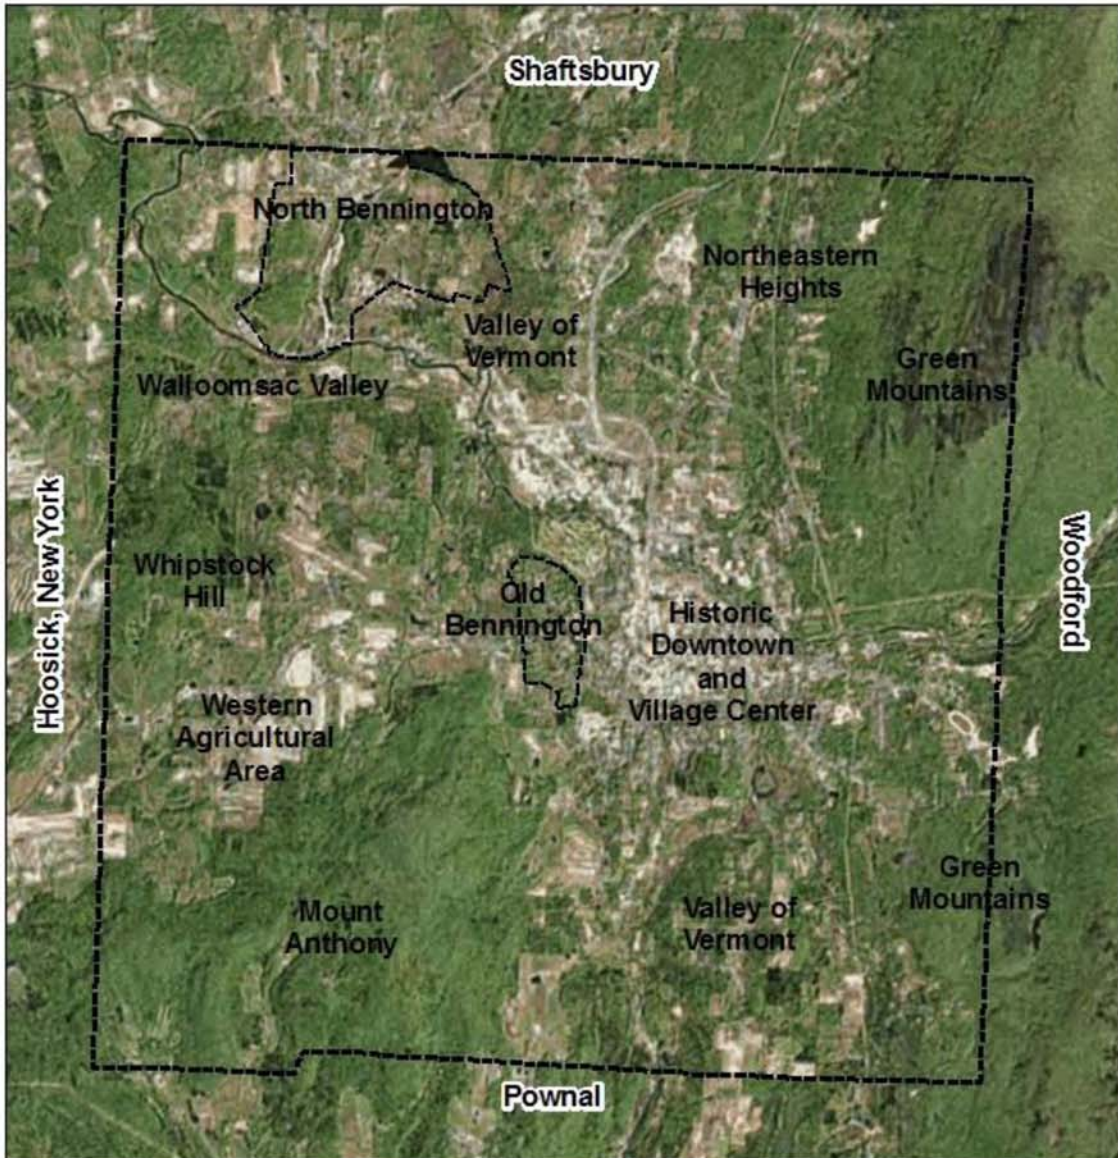 Shaftsbury
North Bennington
Northeastern
Heights
Valley of
Vermont
Green
Mountains
Walloomsac Valley
Hoosick, New York
Woodford
Whipstock
Hill
Old
Bennington
Historic
Downtown
and
Village Center
Western
Agricultural
Area
Green
Mountains
Mount
Anthony
Valley of
Vermont
Pownal